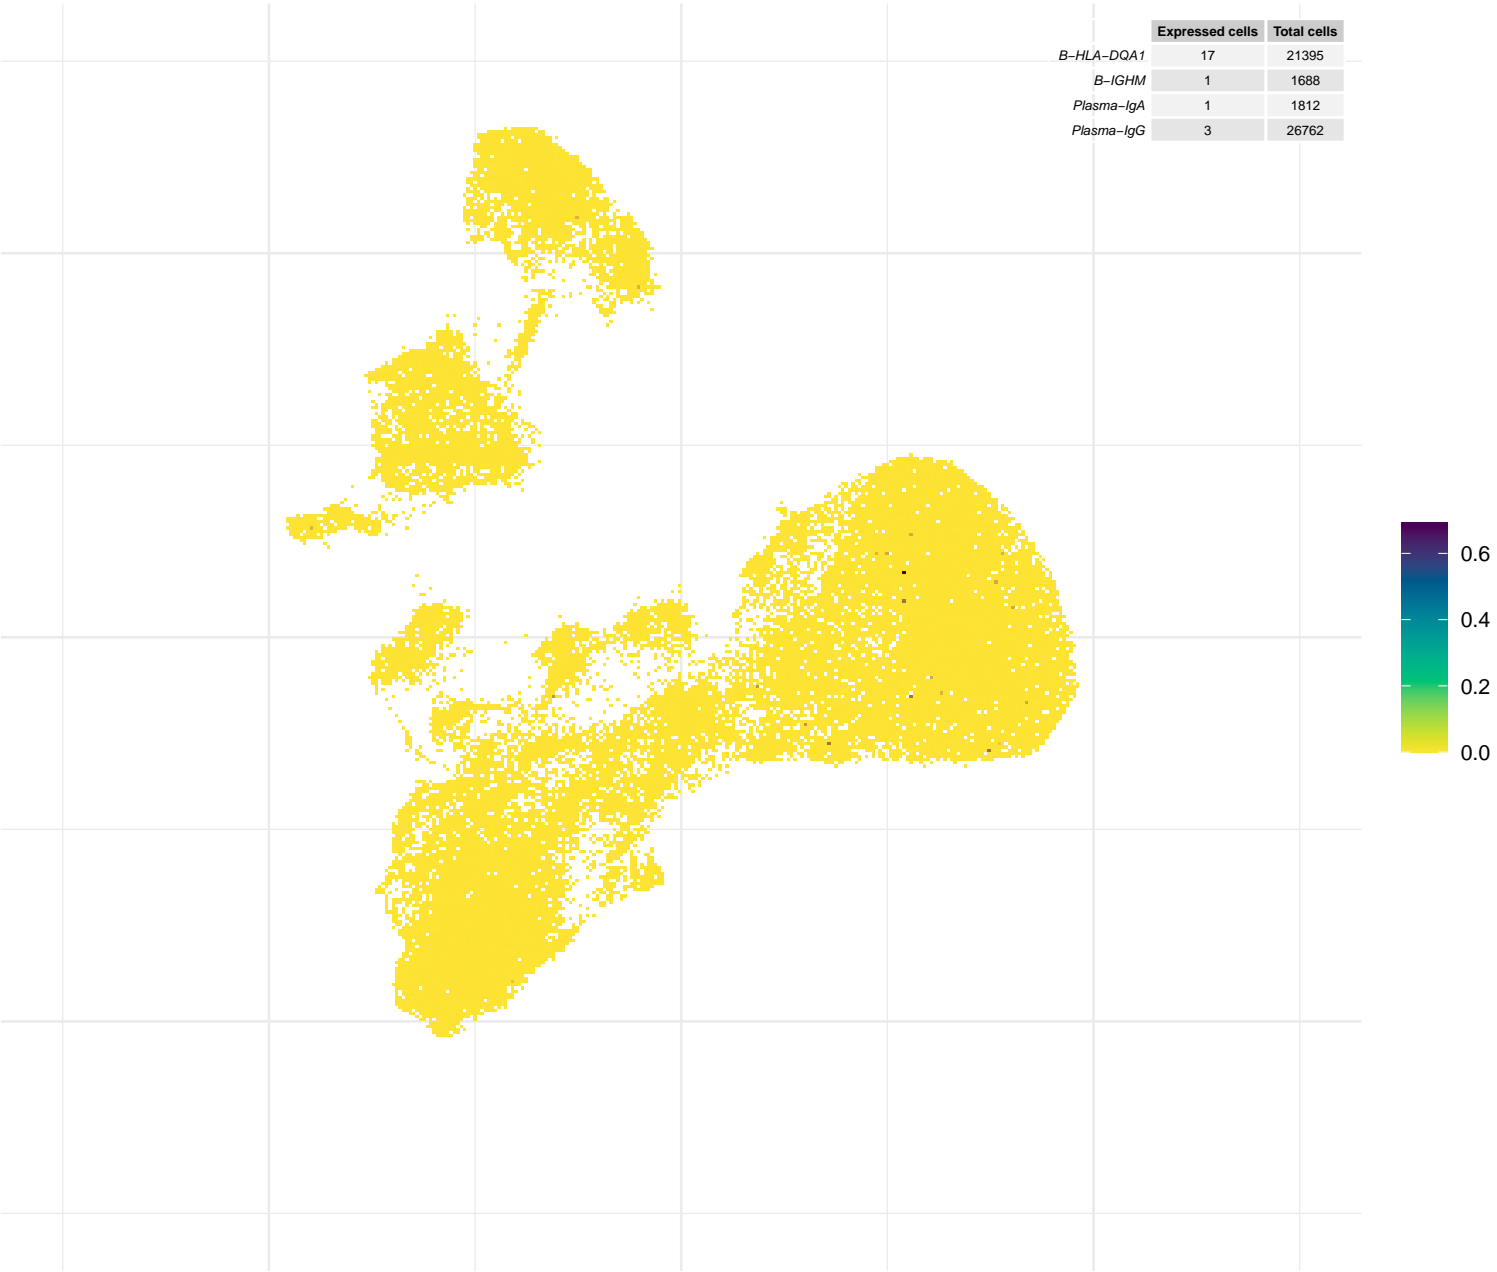 Expressed cells Total cells
B−HLA−DQA1 17 21395
B−IGHM 1 1688
Plasma−IgA 1 1812
Plasma−IgG 3 26762
0.6
0.4
0.2
0.0